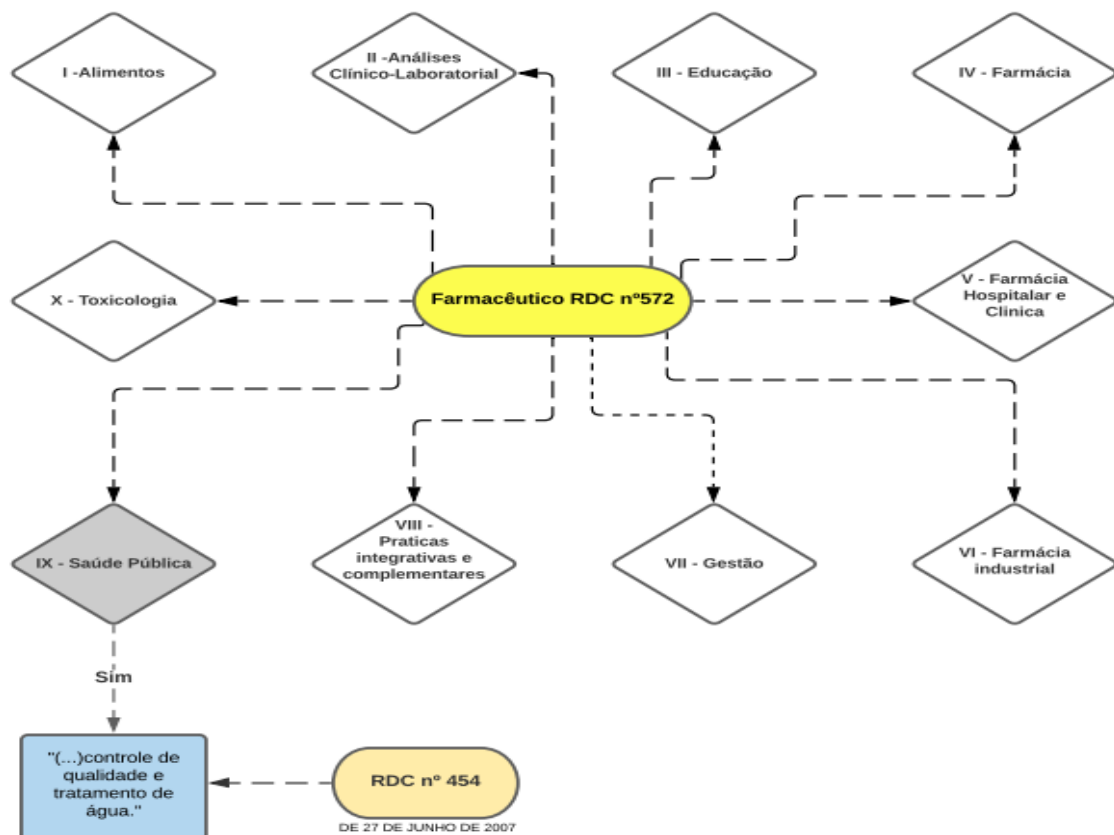 I -Alimentos
II -Análises
Clínico-Laboratorial
III - Educação
IV - Farmácia
X - Toxicologia
Farmacêutico RDC nº572
V - Farmácia
Hospitalar e
Clinica
IX - Saúde Pública
VIII -
Praticas
integrativas e
complementares
VII - Gestão
VI - Farmácia
industrial
Sim
"(...)controle de
qualidade e
tratamento de
água."
RDC nº 454
DE 27 DE JUNHO DE 2007